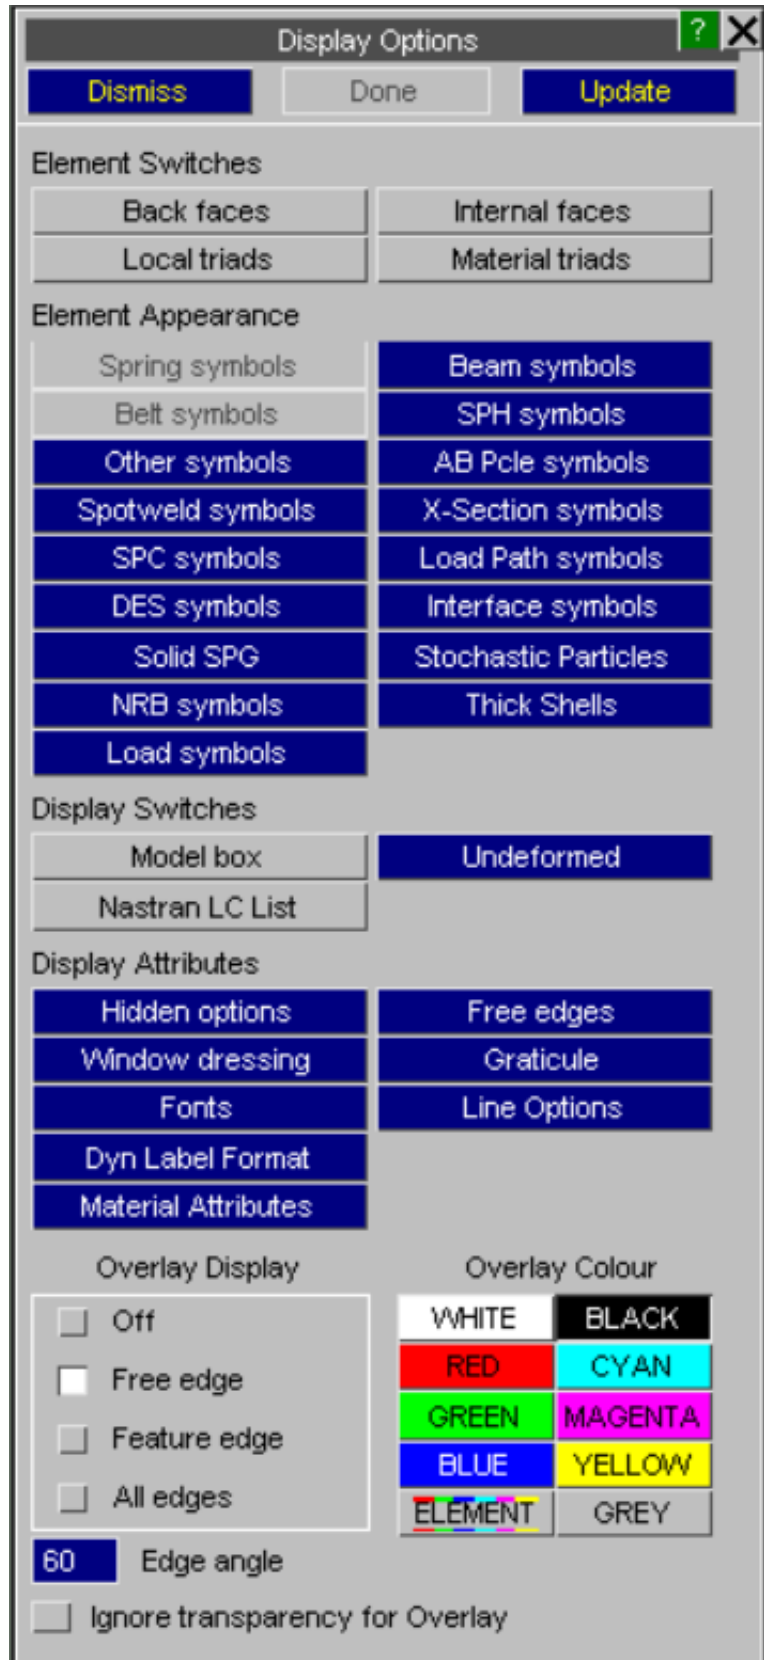 Display Options ? X
Dismiss Done Update
Element Switches
Back faces Internal faces
Local triads Material triads
Element Appearance
Spring symbols Beam symbols
Belt symbols SPH symbols
Other symbols AB Pcle symbols
Spotweld symbols X-Section symbols
SPC symbols Load Path symbols
DES symbols Interface symbols
Solid SPG Stochastic Particles
NRB symbols Thick Shells
Load symbols
Display Switches
Model box Undeformed
Nastran LC List
Display Attributes
Hidden options Free edges
Window dressing Graticule
Fonts Line Options
Dyn Label Format
Material Attributes
Overlay Display Overlay Colour
Off WHITE BLACK
Free edge RED CYAN
Feature edge GREEN MAGENTA
All edges BLUE YELLOW
ELEMENT GREY
60 Edge angle
Ignore transparency for Overlay